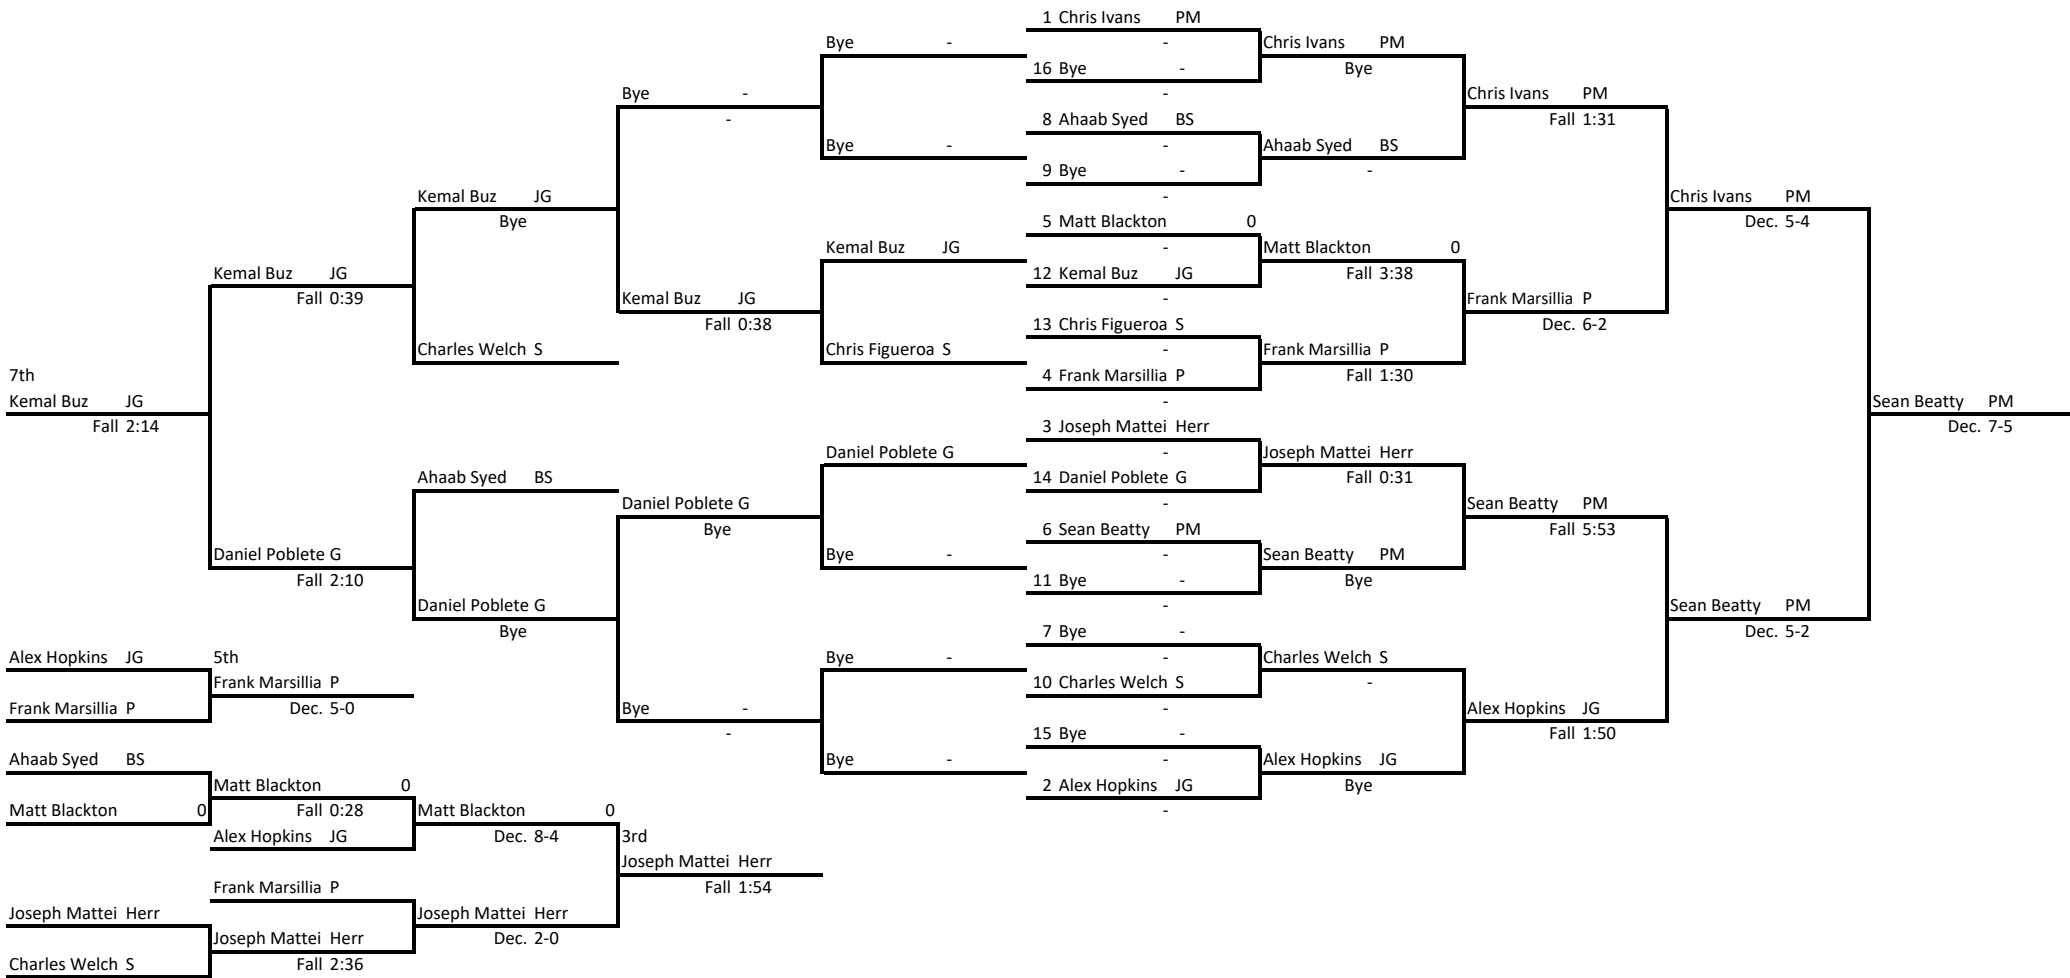 1 Chris Ivans PM
Bye - - Chris Ivans PM
16 Bye - Bye
Bye - - Chris Ivans PM
- 8 Ahaab Syed BS Fall 1:31
Bye - - Ahaab Syed BS
9 Bye - -
Kemal Buz JG - Chris Ivans PM
Bye 5 Matt Blackton 0 Dec. 5-4
Kemal Buz JG - Matt Blackton 0
Kemal Buz JG 12 Kemal Buz JG Fall 3:38
Fall 0:39 Kemal Buz JG - Frank Marsillia P
Fall 0:38 13 Chris Figueroa S Dec. 6-2
Charles Welch S Chris Figueroa S - Frank Marsillia P
7th 4 Frank Marsillia P Fall 1:30
Kemal Buz JG - Sean Beatty PM
Fall 2:14 3 Joseph Mattei Herr Dec. 7-5
Daniel Poblete G - Joseph Mattei Herr
Ahaab Syed BS 14 Daniel Poblete G Fall 0:31
Daniel Poblete G - Sean Beatty PM
Bye 6 Sean Beatty PM Fall 5:53
Daniel Poblete G Bye - - Sean Beatty PM
Fall 2:10 11 Bye - Bye
Daniel Poblete G - Sean Beatty PM
Bye 7 Bye - Dec. 5-2
Alex Hopkins JG 5th Bye - - Charles Welch S
Frank Marsillia P 10 Charles Welch S -
Frank Marsillia P Dec. 5-0 Bye - - Alex Hopkins JG
- 15 Bye - Fall 1:50
Ahaab Syed BS Bye - - Alex Hopkins JG
Matt Blackton 0 2 Alex Hopkins JG Bye
Matt Blackton 0 Fall 0:28 Matt Blackton 0 -
Alex Hopkins JG Dec. 8-4 3rd
Joseph Mattei Herr
Frank Marsillia P Fall 1:54
Joseph Mattei Herr Joseph Mattei Herr
Joseph Mattei Herr Dec. 2-0
Charles Welch S Fall 2:36